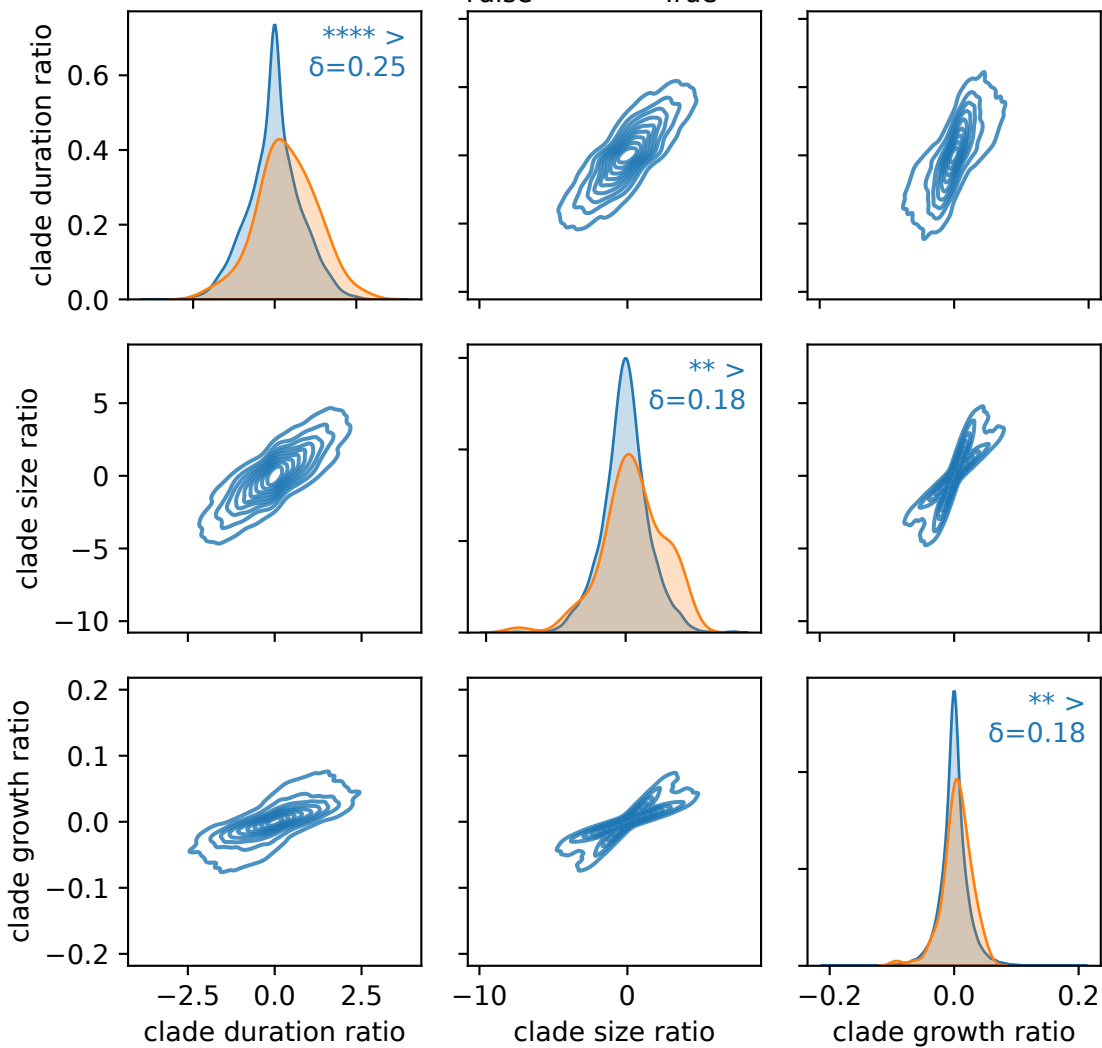 True
clade duration ratio
0.6
0.4
0.2
0.0
**** >
δ=0.25
clade size ratio
5
0
−5
−10
** >
δ=0.18
clade growth ratio
0.2
0.1
0.0
−0.1
−0.2
** >
δ=0.18
−2.5
0.0
2.5
−10
0
−0.2
0.0
0.2
clade duration ratio
clade size ratio
clade growth ratio